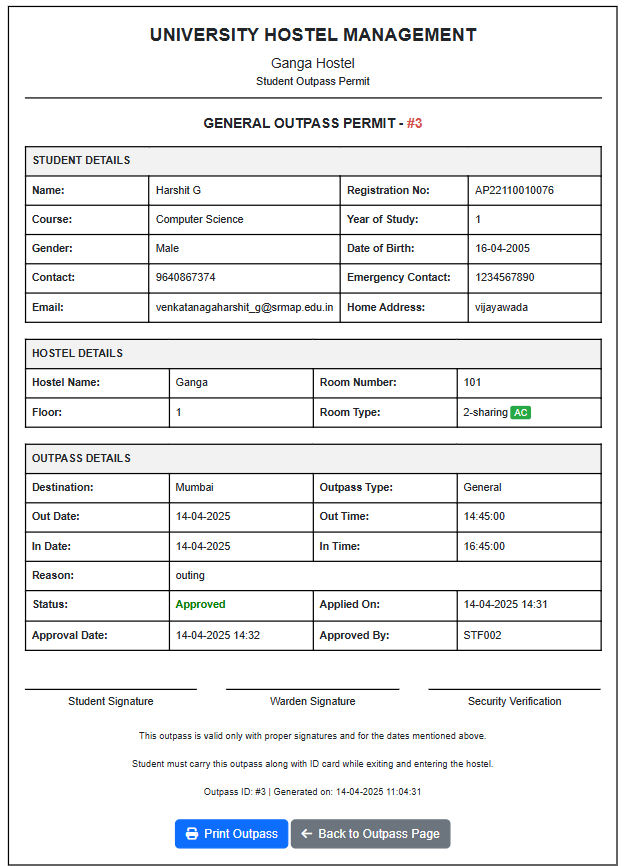 UNIVERSITY HOSTEL MANAGEMENT
Ganga Hostel
Student Outpass Permit
GENERAL OUTPASS PERMIT - #3
STUDENT DETAILS
Name: Harshit G Registration No: AP22110010076
Course: Computer Science Year of Study: 1
Gender: Male Date of Birth: 16-04-2005
Contact: 9640867374 Emergency Contact: 1234567890
Email: venkatanagaharshit_g@srmap.edu.in Home Address: vijayawada
HOSTEL DETAILS
Hostel Name: Ganga Room Number: 101
Floor: 1 Room Type: 2-sharing AC
OUTPASS DETAILS
Destination: Mumbai Outpass Type: General
Out Date: 14-04-2025 Out Time: 14:45:00
In Date: 14-04-2025 In Time: 16:45:00
Reason: outing
Status: Approved Applied On: 14-04-2025 14:31
Approval Date: 14-04-2025 14:32 Approved By: STF002
Student Signature Warden Signature Security Verification
This outpass is valid only with proper signatures and for the dates mentioned above.
Student must carry this outpass along with ID card while exiting and entering the hostel.
Outpass ID: #3 | Generated on: 14-04-2025 11:04:31
Print Outpass Back to Outpass Page